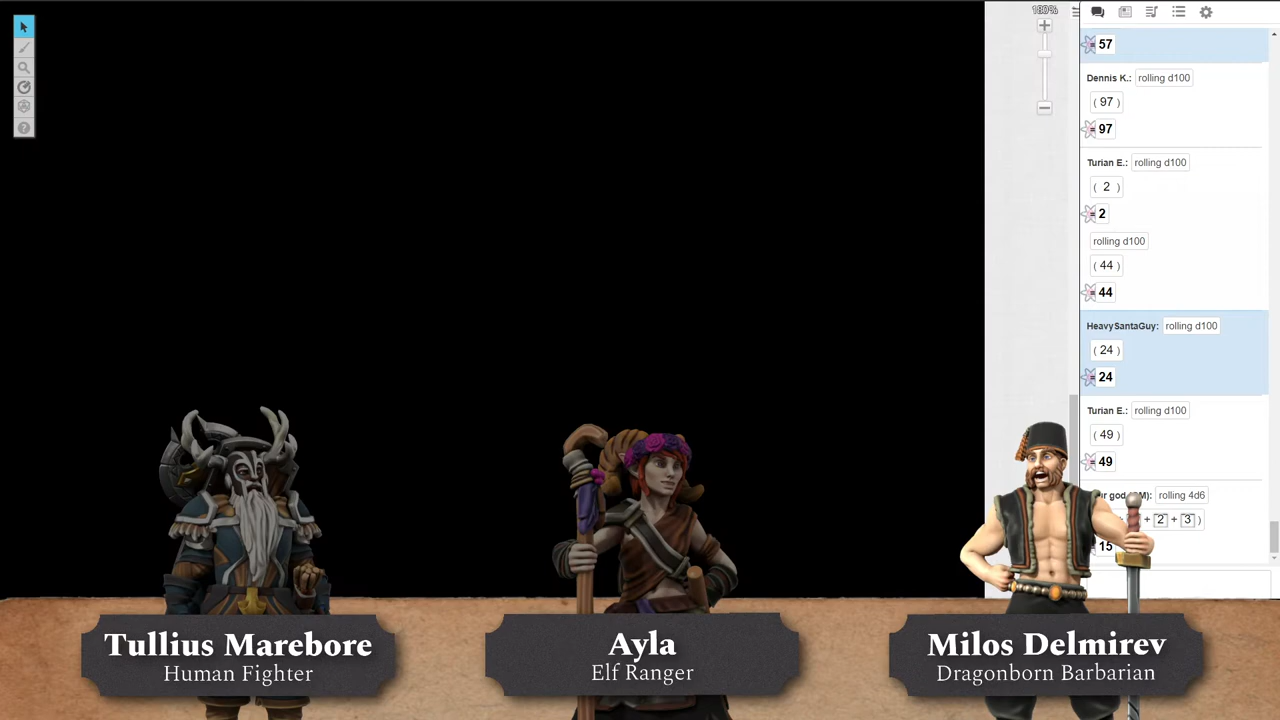 180%
57
Dennis K.: rolling d100
( 97 )
= 97
Turian E.: rolling d100
( 2 )
= 2
rolling d100
( 44 )
= 44
HeavySantaGuy: rolling d100
( 24 )
= 24
Turian E.: rolling d100
( 49 )
= 49
rolling 4d6
+ 2 + 3 )
15
Tullius Marebore
Human Fighter
Ayla
Elf Ranger
Milos Delmirev
Dragonborn Barbarian